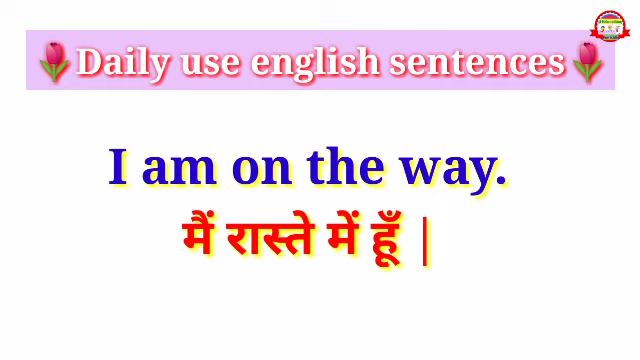 🌷Daily use english sentences🌷
I am on the way.
मैं रास्ते में हूँ |